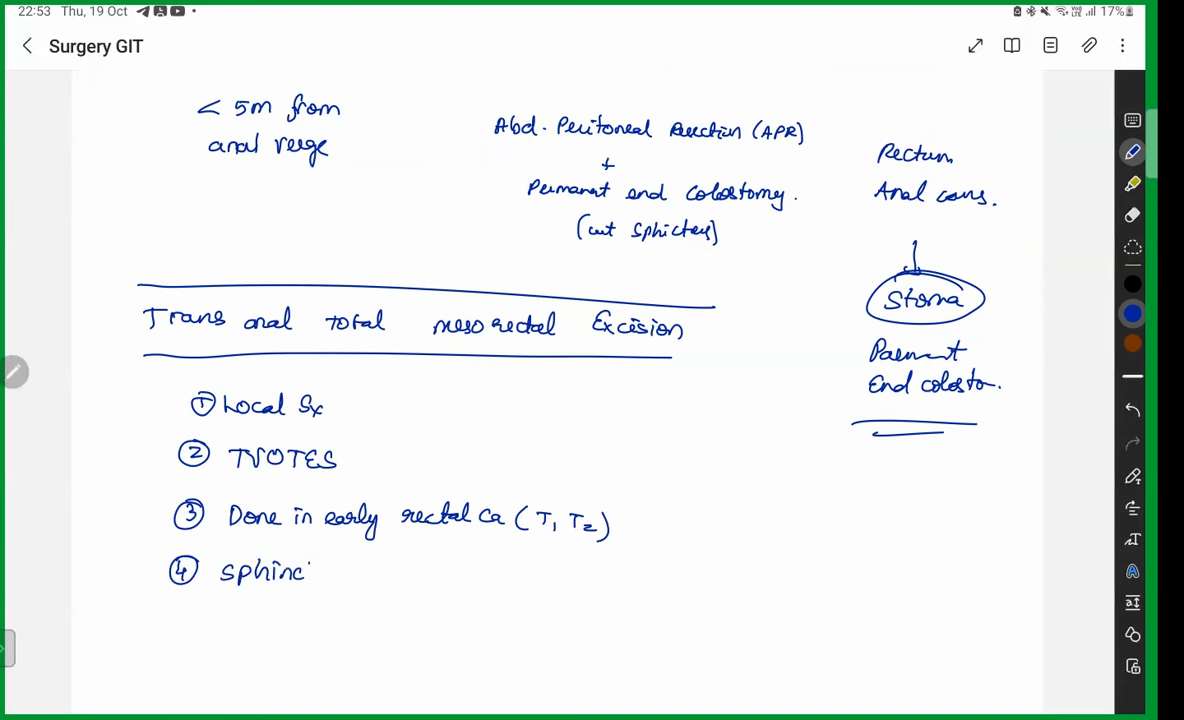 22:53 Thu, 19 Oct
17%
Surgery GIT
< 5m from
anal verge
Abd. Peritoneal Resection (APR)
+
Permanent end colostomy.
(cut sphicters)
Rectum
Anal canal.
Stoma
Permanent
End colosto.
Trans anal total mesorectal Excision
① Local Sx
② TNOTES
③ Done in early rectal ca (T1 T2)
④ sphinc